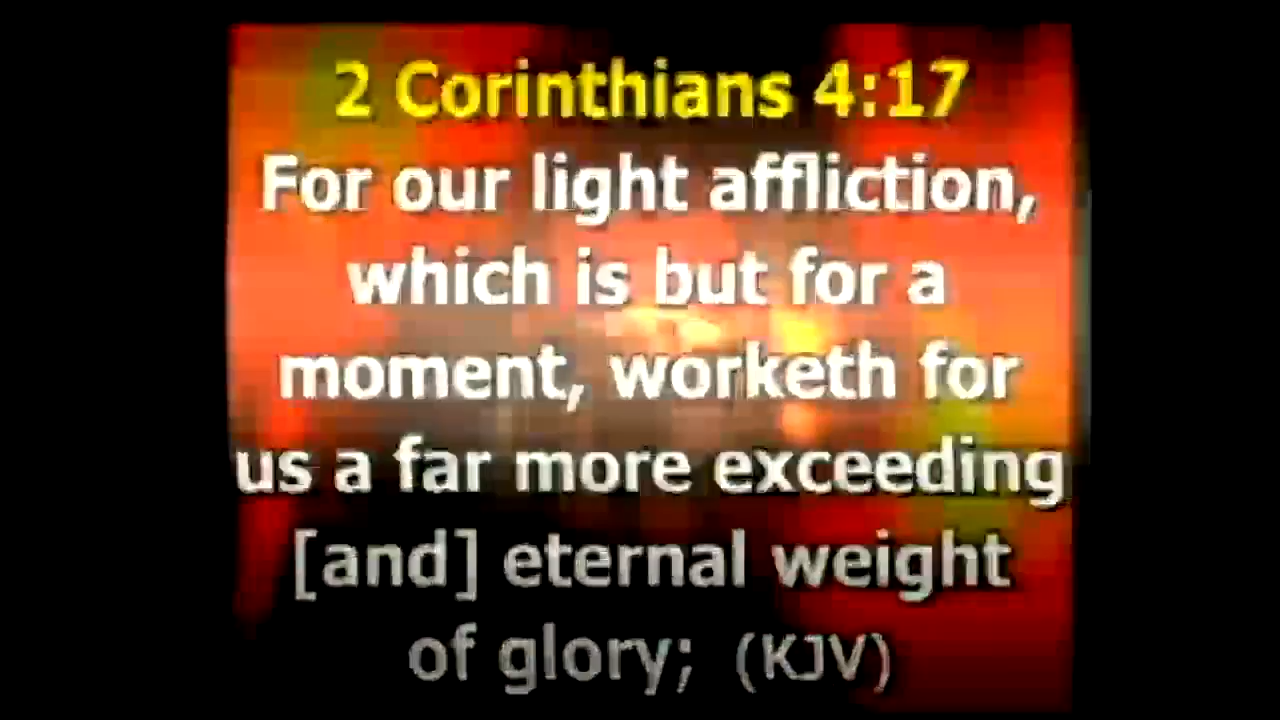 2 Corinthians 4:17
For our light affliction,
which is but for a
moment, worketh for
us a far more exceeding
[and] eternal weight
of glory; (KJV)